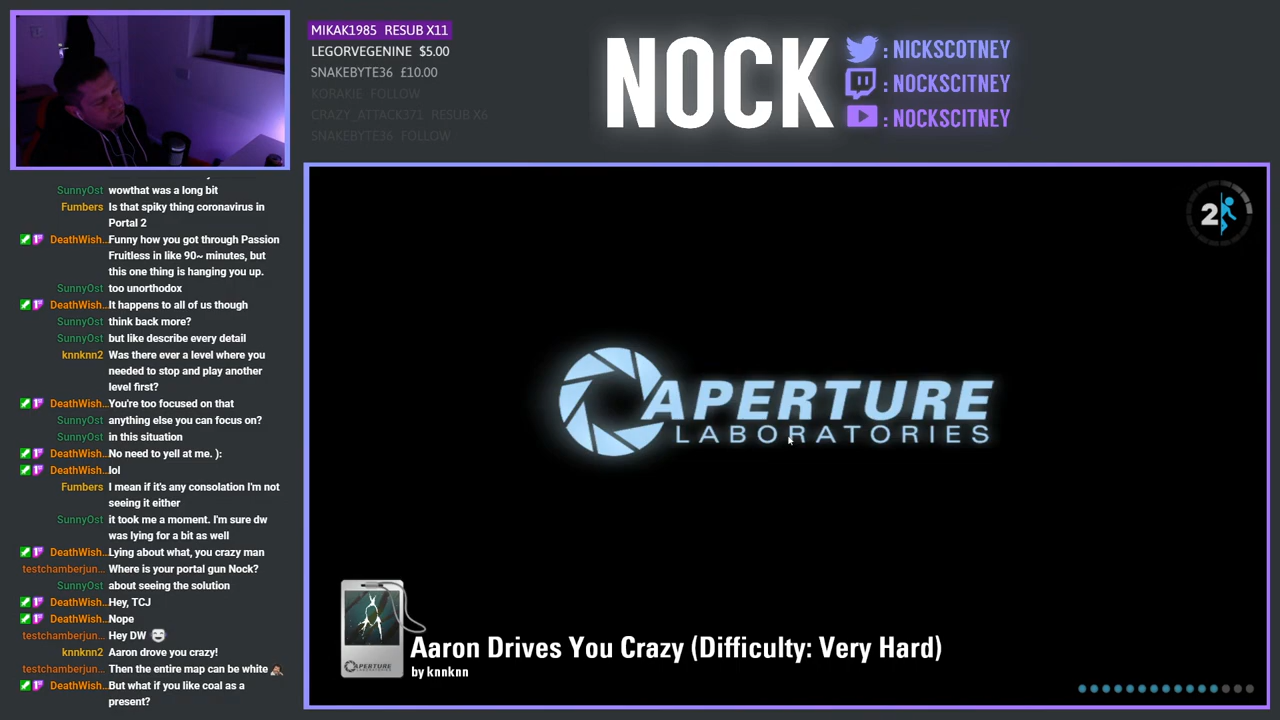 MIKAK1985 RESUB X11
LEGORVEGENINE $5.00
SNAKEBYTE36 £10.00
KORAKIE FOLLOW
CRAZY_ATTACK371 RESUB X6
SNAKEBYTE36 FOLLOW
NOCK
: NICKSCOTNEY
: NOCKSCITNEY
: NOCKSCITNEY
SunnyOst wowthat was a long bit
Fumbers Is that spiky thing coronavirus in
Portal 2
DeathWish... Funny how you got through Passion
Fruitless in like 90~ minutes, but
this one thing is hanging you up.
SunnyOst too unorthodox
DeathWish... It happens to all of us though
SunnyOst think back more?
SunnyOst but like describe every detail
knnknn2 Was there ever a level where you
needed to stop and play another
level first?
DeathWish... You're too focused on that
SunnyOst anything else you can focus on?
SunnyOst in this situation
DeathWish... No need to yell at me. ):
DeathWish... lol
Fumbers I mean if it's any consolation I'm not
seeing it either
SunnyOst it took me a moment. I'm sure dw
was lying for a bit as well
DeathWish... Lying about what, you crazy man
testchamberjun... Where is your portal gun Nock?
SunnyOst about seeing the solution
DeathWish... Hey, TCJ
DeathWish... Nope
testchamberjun... Hey DW
knnknn2 Aaron drove you crazy!
testchamberjun... Then the entire map can be white
DeathWish... But what if you like coal as a
present?
2
APERTURE
LABORATORIES
APERTURE
Aaron Drives You Crazy (Difficulty: Very Hard)
by knnknn